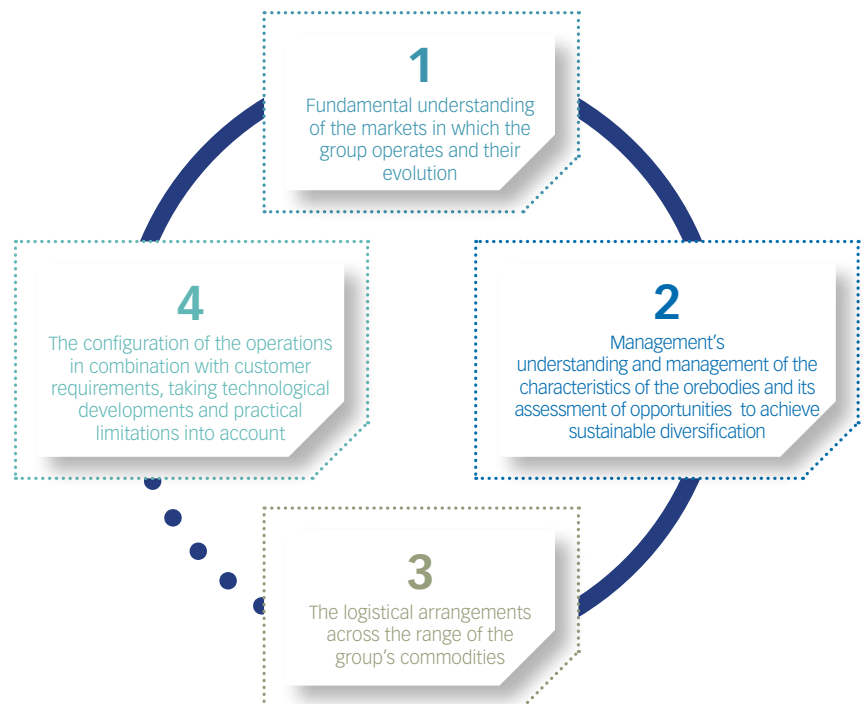 1
Fundamental understanding
of the markets in which the
group operates and their
evolution
2
Management's
understanding and management of the
characteristics of the orebodies and its
assessment of opportunities to achieve
sustainable diversification
3
The logistical arrangements
across the range of the
group's commodities
4
The configuration of the operations
in combination with customer
requirements, taking technological
developments and practical
limitations into account